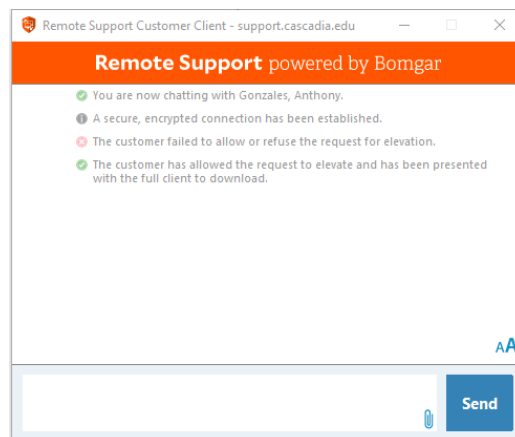 Remote Support Customer Client - support.cascadia.edu
Remote Support powered by Bomgar
You are now chatting with Gonzales, Anthony.
A secure, encrypted connection has been established.
The customer failed to allow or refuse the request for elevation.
The customer has allowed the request to elevate and has been presented
with the full client to download.
AA
Send